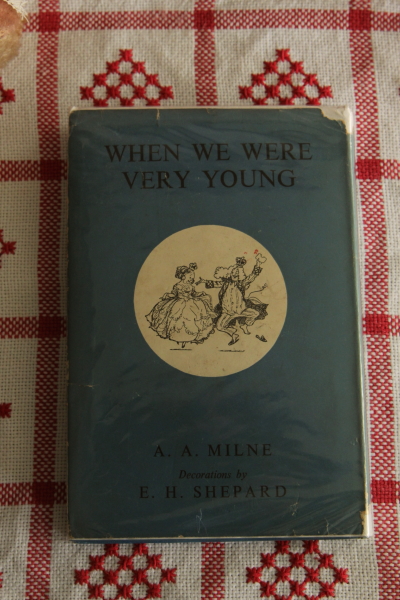 WHEN WE WERE
VERY YOUNG
A. A. MILNE
Decorations by
E. H. SHEPARD